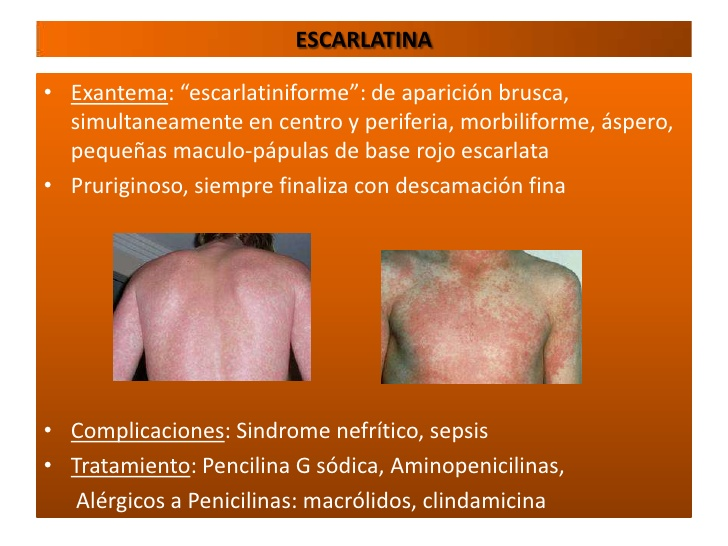 ESCARLATINA
• Exantema: “escarlatiniforme”: de aparición brusca,
simultaneamente en centro y periferia, morbiliforme, áspero,
pequeñas maculo-pápulas de base rojo escarlata
• Pruriginoso, siempre finaliza con descamación fina
• Complicaciones: Sindrome nefrítico, sepsis
• Tratamiento: Pencilina G sódica, Aminopenicilinas,
Alérgicos a Penicilinas: macrólidos, clindamicina